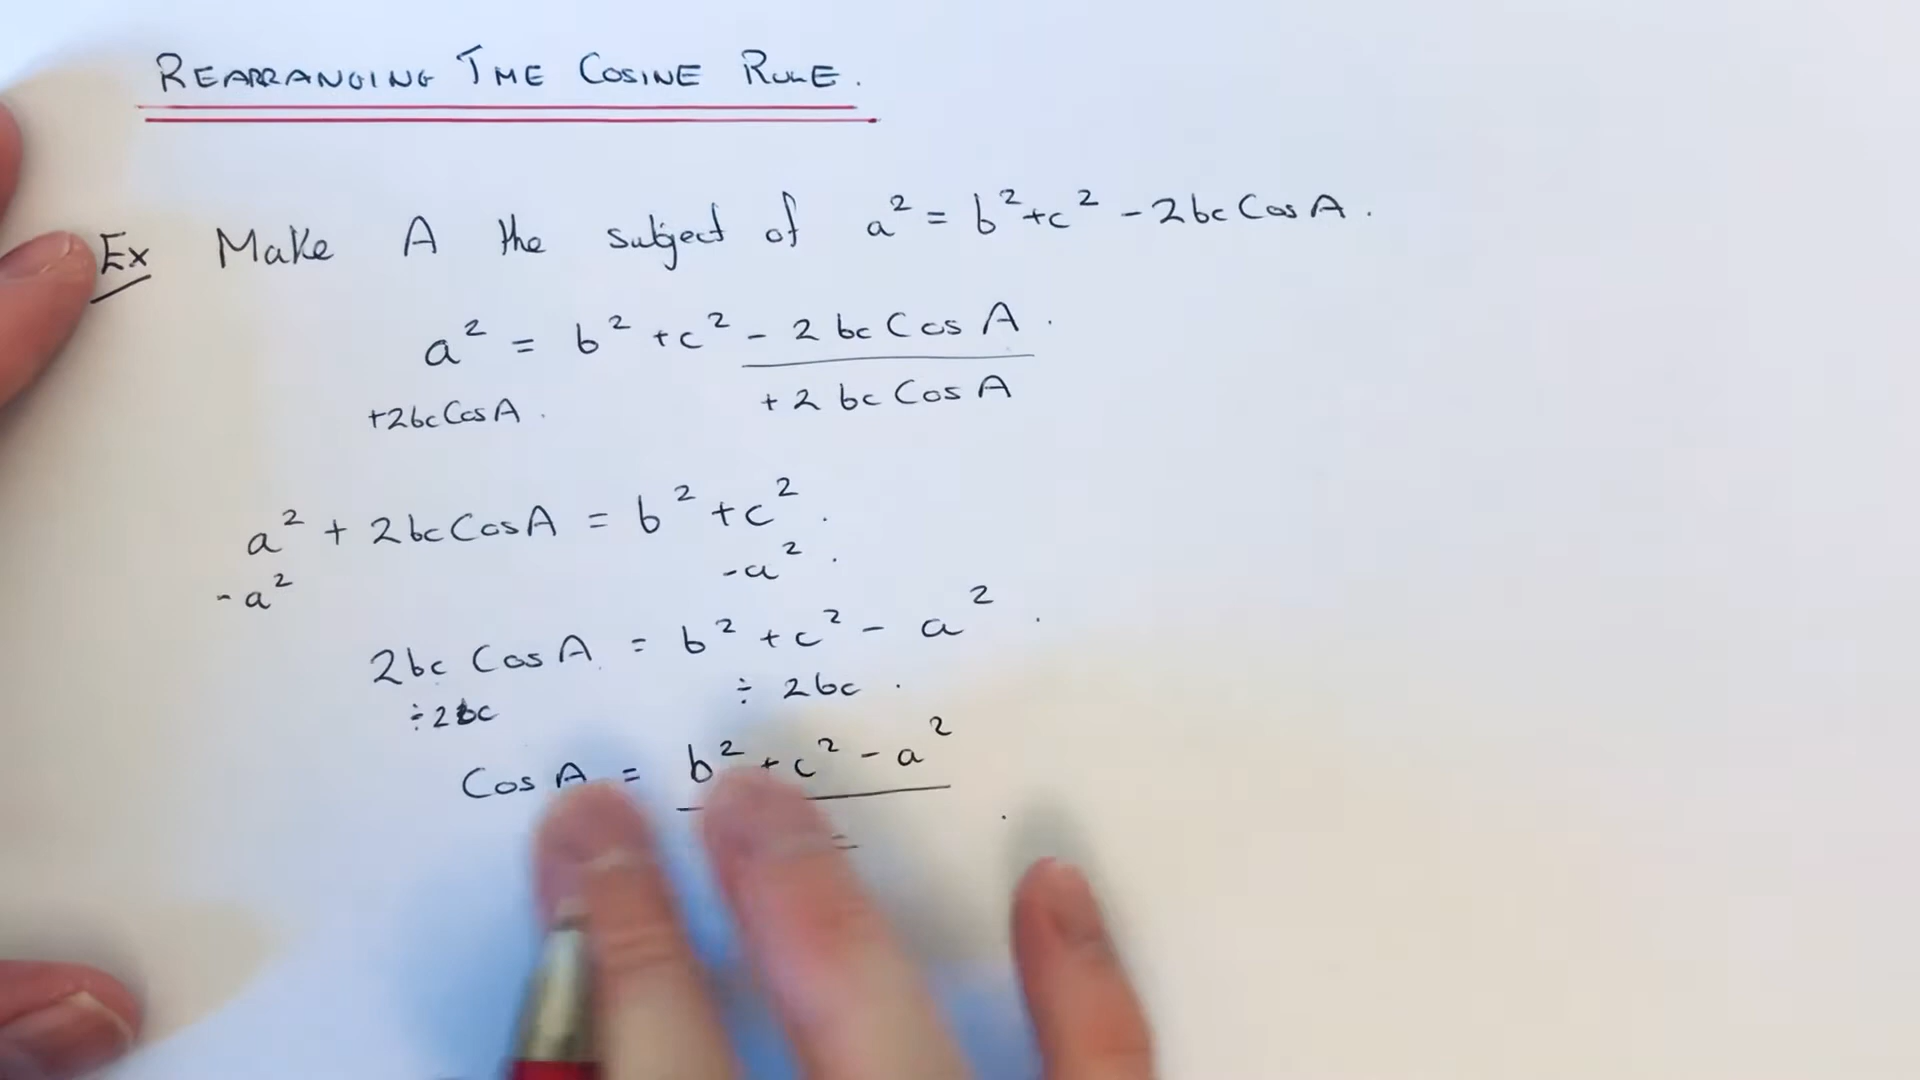 REARRANGING THE COSINE RULE.
Ex Make A the subject of a² = b² + c² - 2bc Cos A.
a² = b² + c² - 2bc Cos A.
+2bc Cos A. +2bc Cos A
a² + 2bc Cos A = b² + c².
-a² -a².
2bc Cos A = b² + c² - a².
÷2bc ÷ 2bc.
Cos A = b² + c² - a²